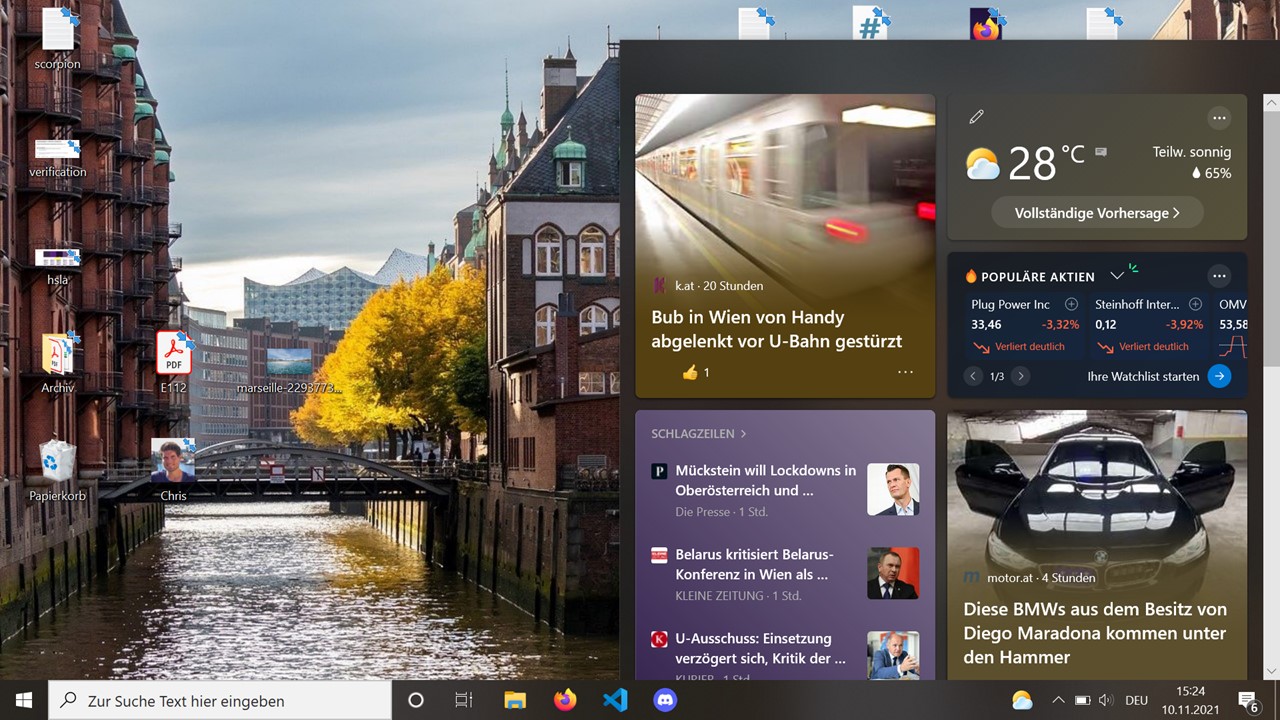 scorpion
verification
hsla
Archiv
PDF
E112
marseille-2293773...
Papierkorb
Chris
#
k.at · 20 Stunden
Bub in Wien von Handy
abgelenkt vor U-Bahn gestürzt
1
28 °C
Teilw. sonnig
65%
Vollständige Vorhersage
POPULÄRE AKTIEN
Plug Power Inc
33,46 -3,32%
Verliert deutlich
Steinhoff Inter...
0,12 -3,92%
Verliert deutlich
OMV
53,58
1/3
Ihre Watchlist starten
SCHLAGZEILEN
Mückstein will Lockdowns in
Oberösterreich und ...
Die Presse · 1 Std.
Belarus kritisiert Belarus-
Konferenz in Wien als ...
KLEINE ZEITUNG · 1 Std.
U-Ausschuss: Einsetzung
verzögert sich, Kritik der ...
KURIER · 1 Std.
motor.at · 4 Stunden
Diese BMWs aus dem Besitz von
Diego Maradona kommen unter
den Hammer
Zur Suche Text hier eingeben
DEU
15:24
10.11.2021
6